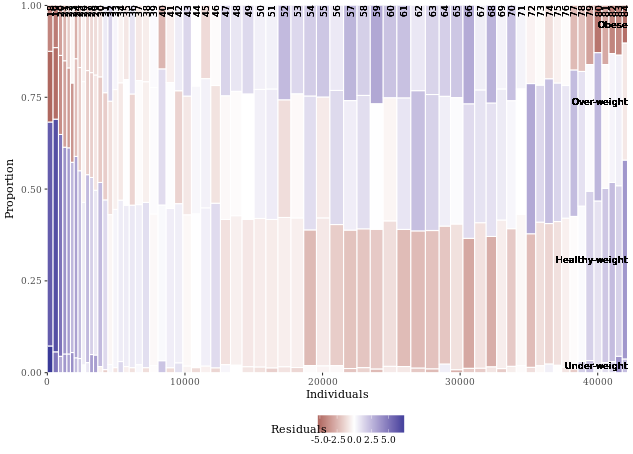 1.00
0.75
0.50
0.25
0.00
Proportion
40 42 45 46 47 48 49 50 51 52 53 54 55 56 57 58 59 60 61 62 63 64 65 66 67 68 69 70 71 72 73 74 75 76 77 78 79 80
Obese
Over-weight
Healthy-weight
Under-weight
0 10000 20000 30000 40000
Individuals
Residuals
-5.0 -2.5 0.0 2.5 5.0